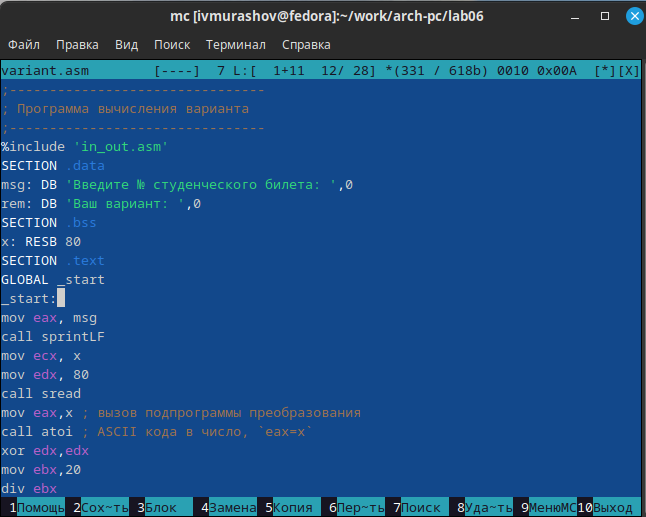 mc [ivmurashov@fedora]:~/work/arch-pc/lab06
Файл Правка Вид Поиск Терминал Справка
variant.asm [----] 7 L:[ 1+11 12/ 28] *(331 / 618b) 0010 0x00A [*][X]
;--------------------------------
; Программа вычисления варианта
;--------------------------------
%include 'in_out.asm'
SECTION .data
msg: DB 'Введите № студенческого билета: ',0
rem: DB 'Ваш вариант: ',0
SECTION .bss
x: RESB 80
SECTION .text
GLOBAL _start
_start:
mov eax, msg
call sprintLF
mov ecx, x
mov edx, 80
call sread
mov eax,x ; вызов подпрограммы преобразования
call atoi ; ASCII кода в число, `eax=x`
xor edx,edx
mov ebx,20
div ebx
1Помощь 2Сох~ть 3Блок 4Замена 5Копия 6Пер~ть 7Поиск 8Уда~ть 9МенюMC 10Выход